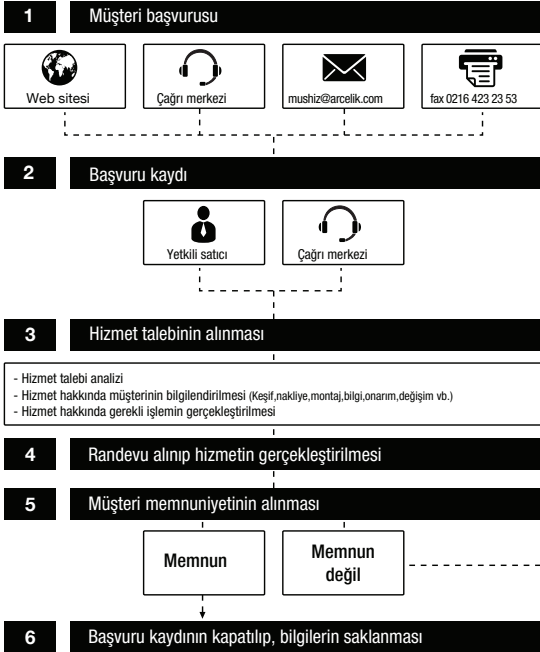 1 Müşteri başvurusu
Web sitesi
Çağrı merkezi
mushiz@arcelik.com
fax 0216 423 23 53
2 Başvuru kaydı
Yetkili satıcı
Çağrı merkezi
3 Hizmet talebinin alınması
- Hizmet talebi analizi
- Hizmet hakkında müşterinin bilgilendirilmesi (Keşif,nakliye,montaj,bilgi,onarım,değişim vb.)
- Hizmet hakkında gerekli işlemin gerçekleştirilmesi
4 Randevu alınıp hizmetin gerçekleştirilmesi
5 Müşteri memnuniyetinin alınması
Memnun
Memnun
değil
6 Başvuru kaydının kapatılıp, bilgilerin saklanması